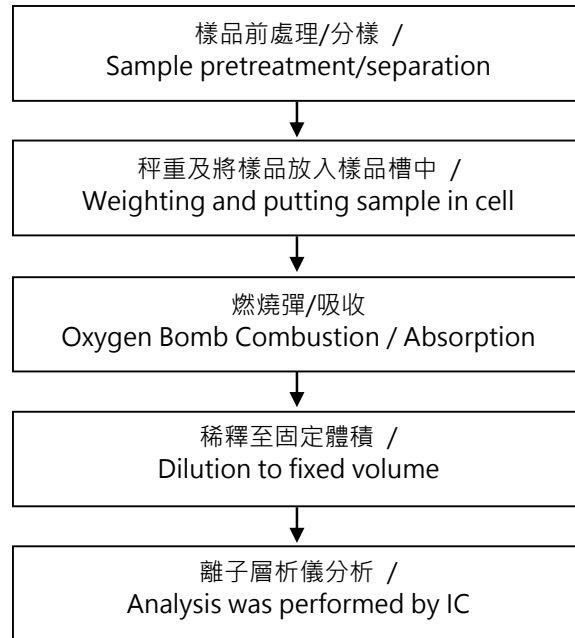 樣品前處理/分樣 /
Sample pretreatment/separation
秤重及將樣品放入樣品槽中 /
Weighting and putting sample in cell
燃燒彈/吸收
Oxygen Bomb Combustion / Absorption
稀釋至固定體積 /
Dilution to fixed volume
離子層析儀分析 /
Analysis was performed by IC